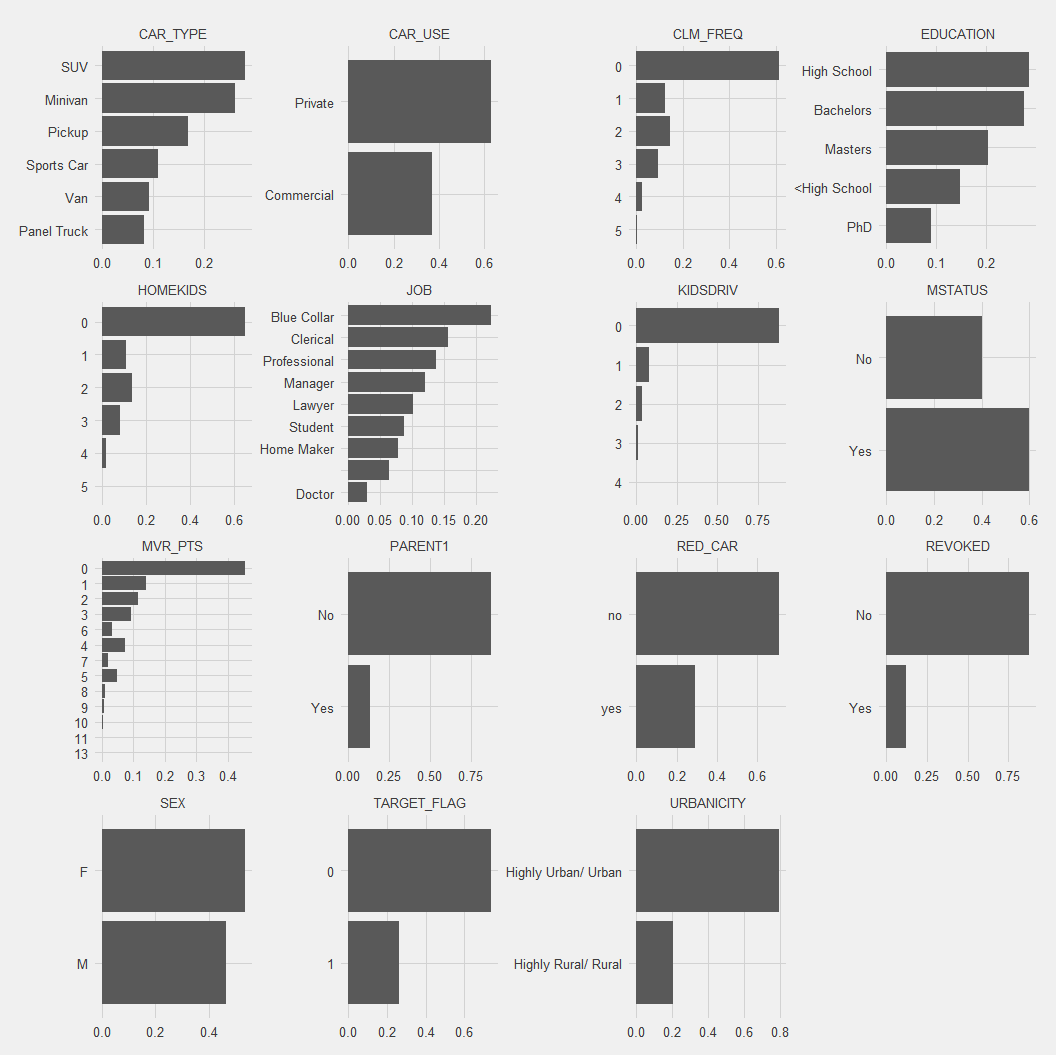 CAR_TYPE
SUV
Minivan
Pickup
Sports Car
Van
Panel Truck
0.0 0.1 0.2
CAR_USE
Private
Commercial
0.0 0.2 0.4 0.6
CLM_FREQ
0
1
2
3
4
5
0.0 0.2 0.4 0.6
EDUCATION
High School
Bachelors
Masters
<High School
PhD
0.0 0.1 0.2
HOMEKIDS
0
1
2
3
4
5
0.0 0.2 0.4 0.6
JOB
Blue Collar
Clerical
Professional
Manager
Lawyer
Student
Home Maker
Doctor
0.00 0.05 0.10 0.15 0.20
KIDSDRIV
0
1
2
3
4
0.00 0.25 0.50 0.75
MSTATUS
No
Yes
0.0 0.2 0.4 0.6
MVR_PTS
0
1
2
3
6
4
7
5
8
9
10
11
13
0.0 0.1 0.2 0.3 0.4
PARENT1
No
Yes
0.00 0.25 0.50 0.75
RED_CAR
no
yes
0.0 0.2 0.4 0.6
REVOKED
No
Yes
0.00 0.25 0.50 0.75
SEX
F
M
0.0 0.2 0.4
TARGET_FLAG
0
1
0.0 0.2 0.4 0.6
URBANICITY
Highly Urban/ Urban
Highly Rural/ Rural
0.0 0.2 0.4 0.6 0.8